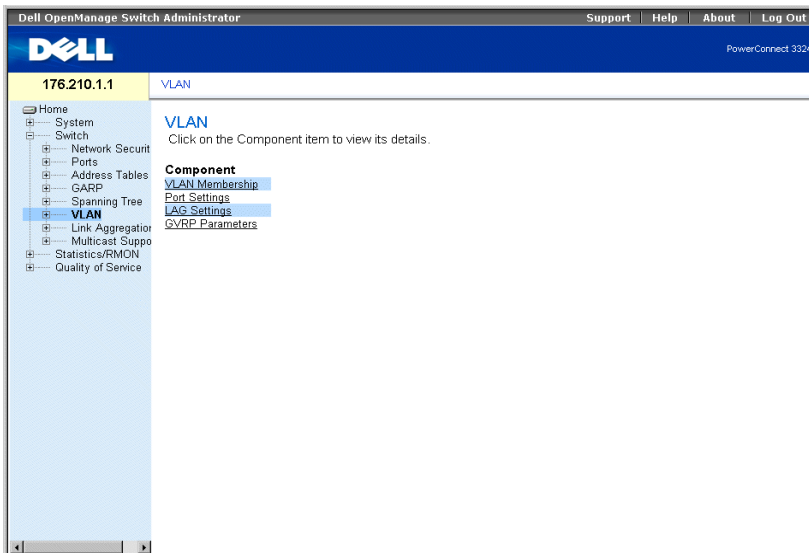 Dell OpenManage Switch Administrator
Support | Help | About | Log Out
DELL
PowerConnect 3324
176.210.1.1
VLAN
Home
System
Switch
Network Securit
Ports
Address Tables
GARP
Spanning Tree
VLAN
Link Aggregation
Multicast Suppo
Statistics/RMON
Quality of Service
VLAN
Click on the Component item to view its details.
Component
VLAN Membership
Port Settings
LAG Settings
GVRP Parameters